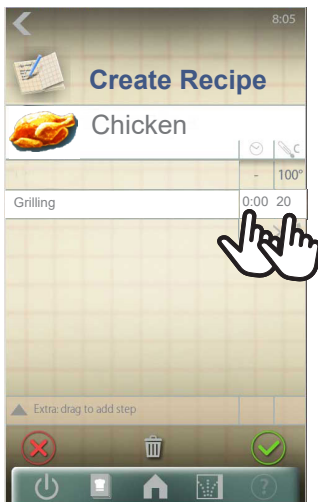 8:05
Create Recipe
Chicken
C
- 100°
Grilling 0:00 20
Extra: drag to add step
?